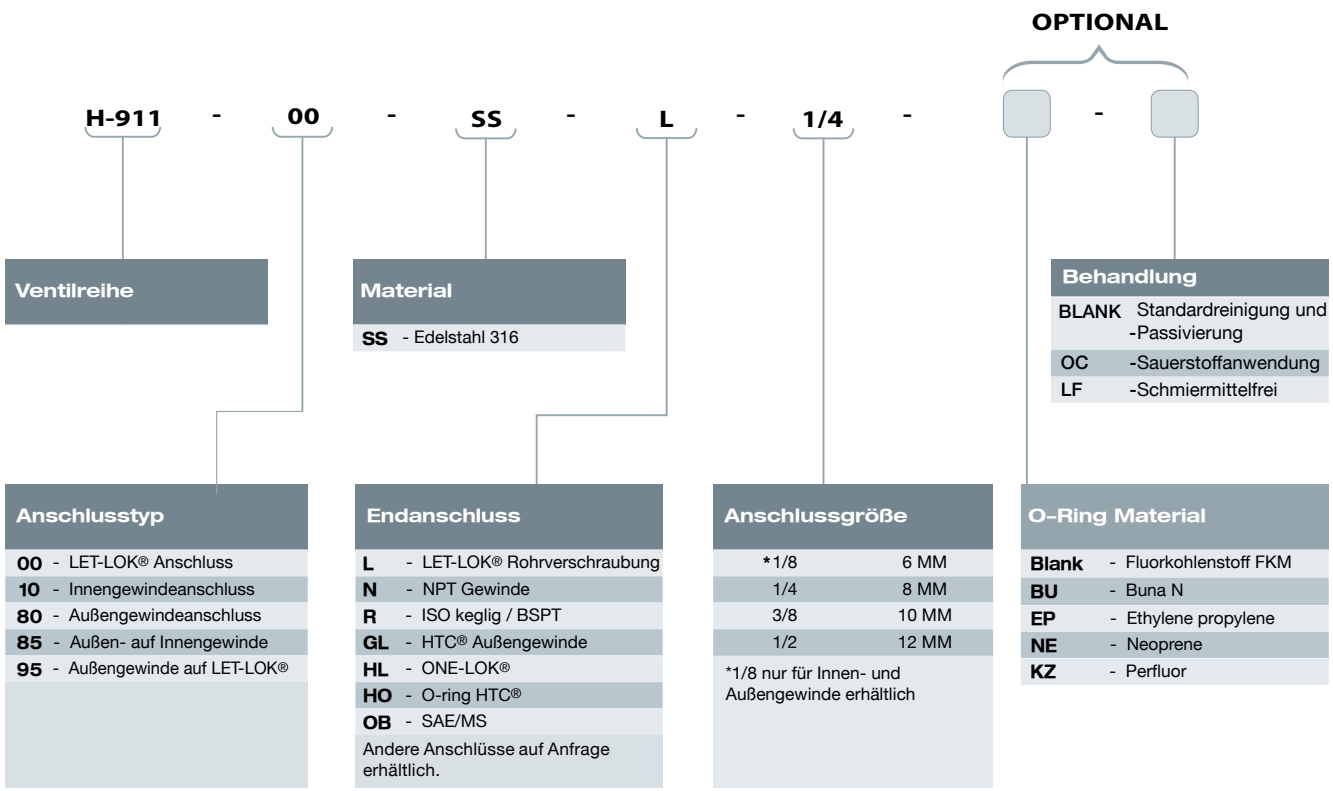 OPTIONAL
H-911 - 00 - SS - L - 1/4 - -
Ventilreihe
Material
SS - Edelstahl 316
Behandlung
BLANK Standardreinigung und
-Passivierung
OC -Sauerstoffanwendung
LF -Schmiermittelfrei
Anschlusstyp
00 - LET-LOK® Anschluss
10 - Innengewindeanschluss
80 - Außengewindeanschluss
85 - Außen- auf Innengewinde
95 - Außengewinde auf LET-LOK®
Endanschluss
L - LET-LOK® Rohrverschraubung
N - NPT Gewinde
R - ISO keglig / BSPT
GL - HTC® Außengewinde
HL - ONE-LOK®
HO - O-ring HTC®
OB - SAE/MS
Andere Anschlüsse auf Anfrage
erhältlich.
Anschlussgröße
*1/8 6 MM
1/4 8 MM
3/8 10 MM
1/2 12 MM
*1/8 nur für Innen- und
Außengewinde erhältlich
O-Ring Material
Blank - Fluorkohlenstoff FKM
BU - Buna N
EP - Ethylene propylene
NE - Neoprene
KZ - Perfluor